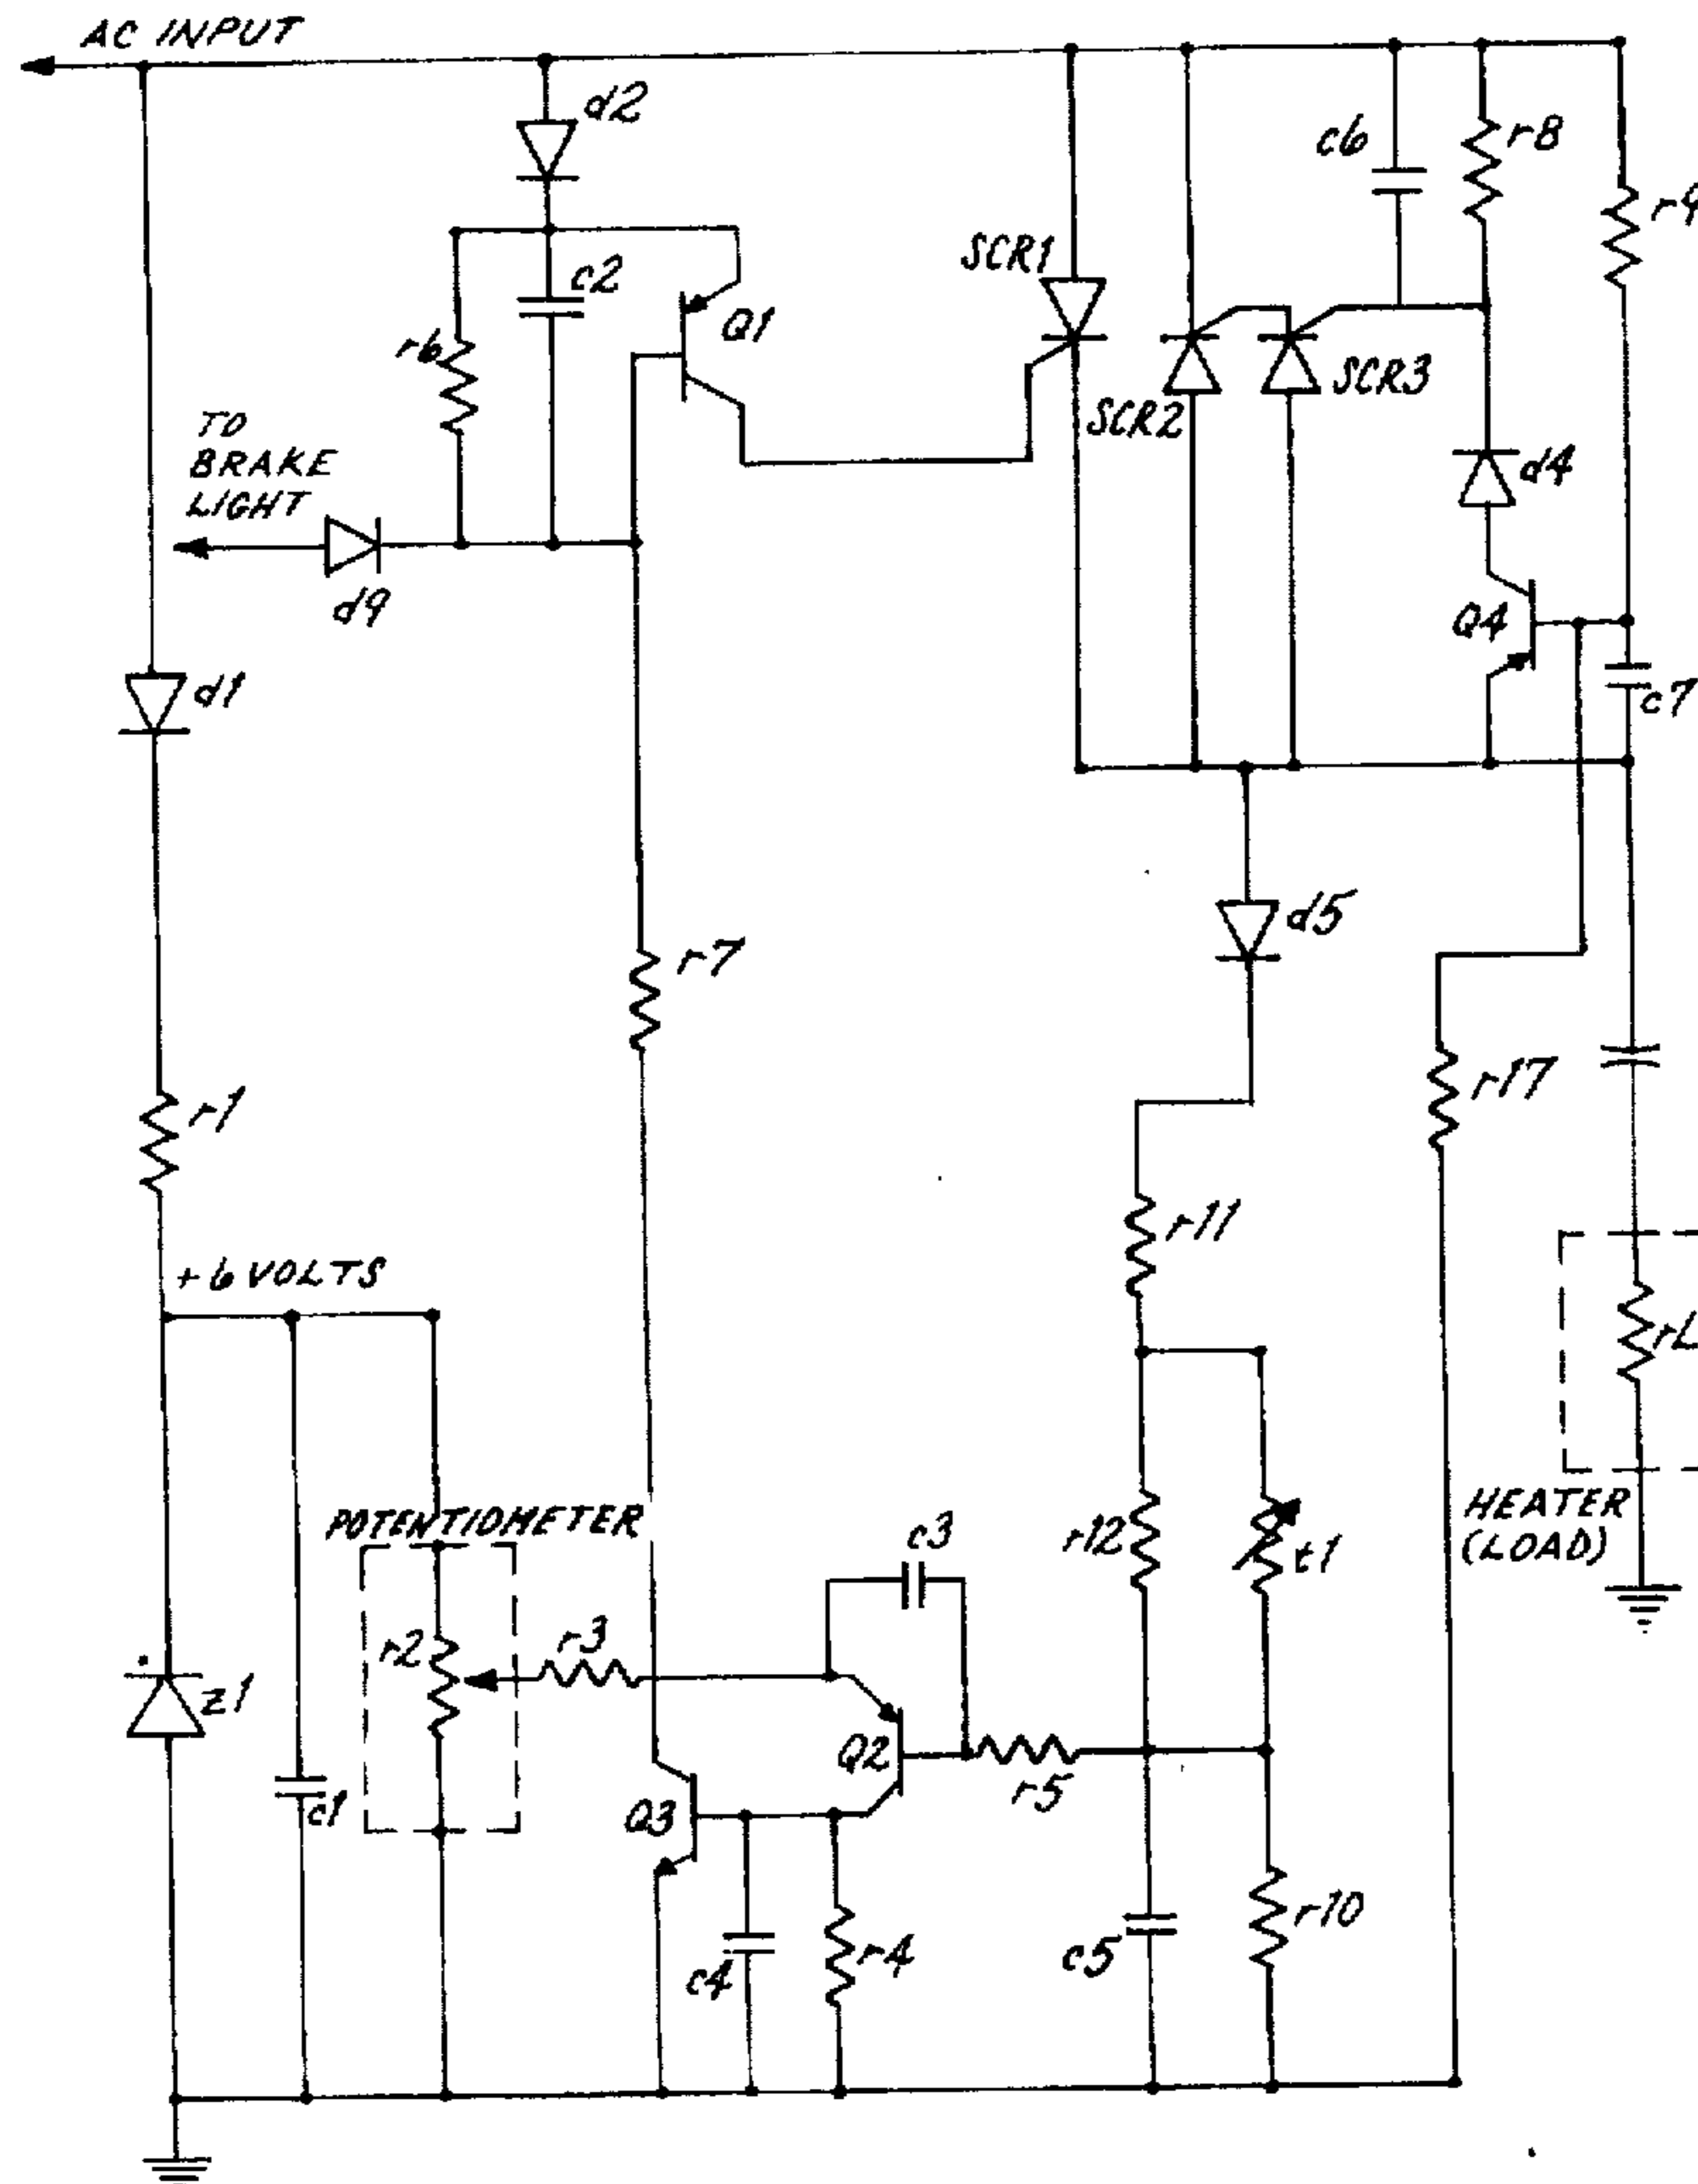 AC INPUT
d2
c6
r8
r9
SCR1
c2
Q1
r6
SCR3
SCR2
TO
BRAKE
LIGHT
d4
d9
Q4
d1
c7
d5
r7
r17
r1
r11
+6 VOLTS
rL
POTENTIOMETER
HEATER
(LOAD)
c3
r12
t1
r3
r2
z1
Q2
r5
c1
Q3
r10
r4
c5
c4